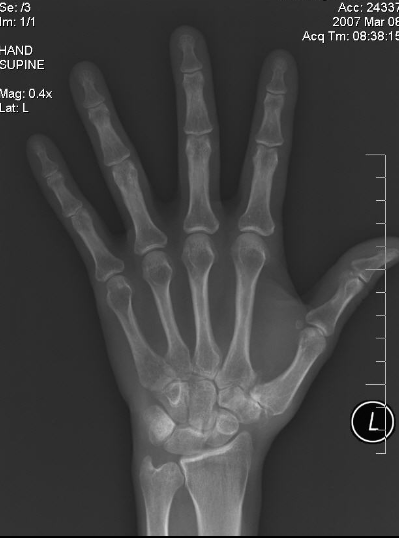 Se: /3
Im: 1/1
Acc: 24337
2007 Mar 08
Acq Tm: 08:38:15
HAND
SUPINE
Mag: 0.4x
Lat: L
L